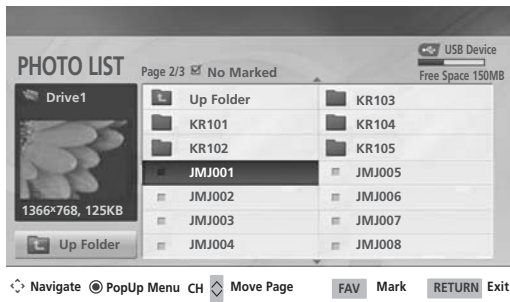 USB Device
PHOTO LIST
Page 2/3 No Marked
Free Space 150MB
Drive1
Up Folder KR103
KR101 KR104
KR102 KR105
JMJ001 JMJ005
JMJ002 JMJ006
JMJ003 JMJ007
JMJ004 JMJ008
1366×768, 125KB
Up Folder
Navigate PopUp Menu CH Move Page FAV Mark RETURN Exit